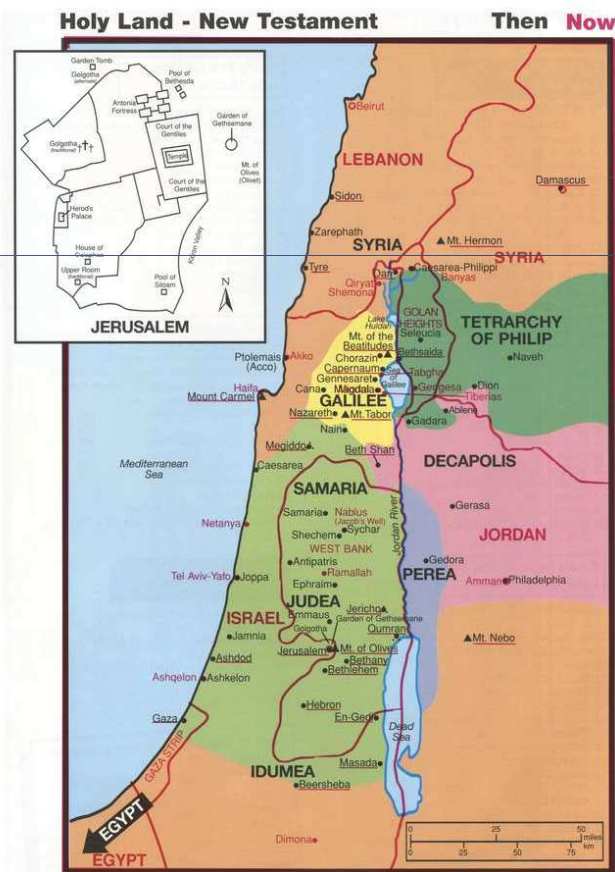 Holy Land - New Testament
Then Now
Garden Tomb
Golgotha
(alternate)
Pool of
Bethesda
Antonia
Fortress
Garden of
Gethsemane
Court of the
Gentiles
Golgotha
(traditional)
Temple
Mt. of
Olives
(Olivet)
Court of the
Gentiles
Herod's
Palace
House of
Caiaphas
Upper Room
(traditional)
Kidron Valley
Pool of
Siloam
N
JERUSALEM
Beirut
LEBANON
Damascus
Sidon
Zarephath
SYRIA
Mt. Hermon
SYRIA
Tyre
Dan
Caesarea-Philippi
Banyas
Qiryat
Shemona
Lake
Huldah
GOLAN
HEIGHTS
Seleucia
TETRARCHY
OF PHILIP
Mt. of the
Beatitudes
Chorazin
Bethsaida
Naveh
Ptolemais
(Acco)
Akko
Capernaum
Sea of
Galilee
Tabgha
Gennesaret
Haifa
Cana
Magdala
Gergesa
Dion
Tiberias
Mount Carmel
GALILEE
Abilene
Nazareth
Mt. Tabor
Gadara
Nain
Megiddo
Beth Shan
DECAPOLIS
Mediterranean
Sea
Caesarea
SAMARIA
Samaria
Nablus
(Jacob's Well)
Gerasa
Netanya
Sychar
Shechem
JORDAN
WEST BANK
Jordan River
Antipatris
Gedora
Tel Aviv-Yafo
Joppa
Ramallah
PEREA
Amman
Philadelphia
Ephraim
JUDEA
Jericho
ISRAEL
Emmaus
Garden of Gethsemane
Golgotha
Qumran
Jamnia
Mt. Nebo
Jerusalem
Mt. of Olives
Ashdod
Bethany
Bethlehem
Ashqelon
Ashkelon
Hebron
En-Gedi
Gaza
Dead
Sea
GAZA STRIP
Masada
IDUMEA
Beersheba
EGYPT
Dimona
EGYPT
0 50
miles
km
0 25 50 75